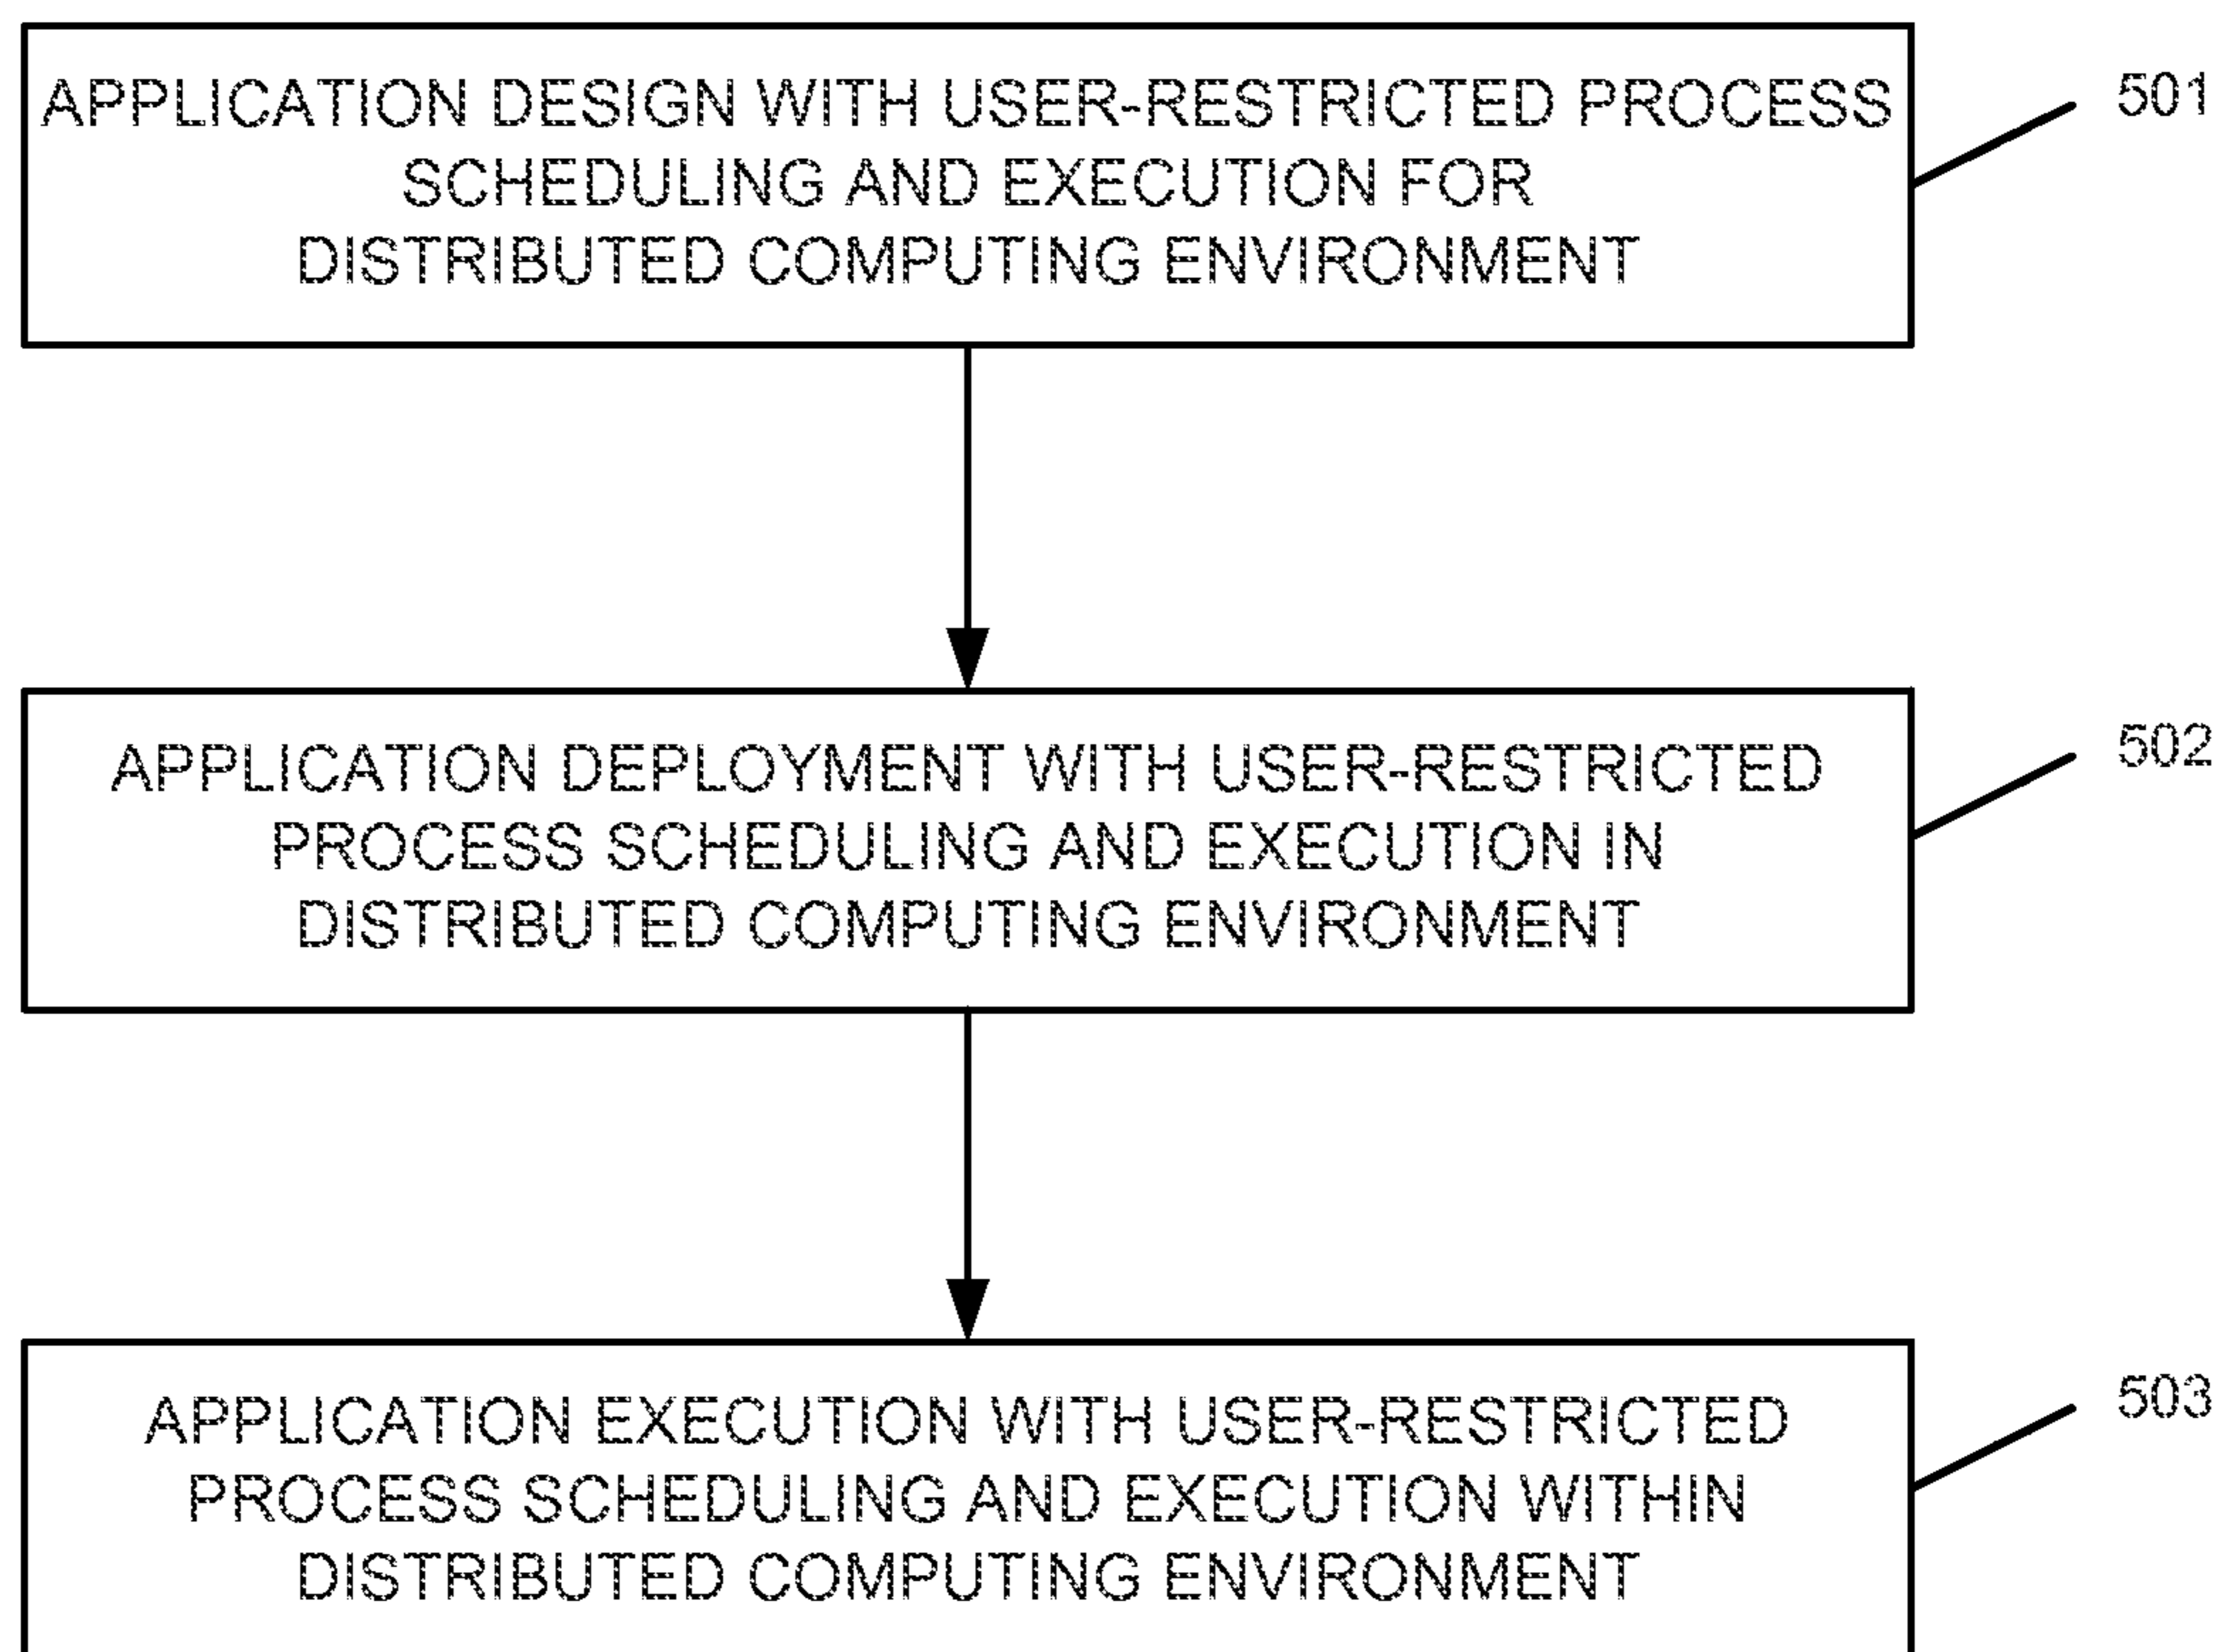 APPLICATION DESIGN WITH USER-RESTRICTED PROCESS
SCHEDULING AND EXECUTION FOR
DISTRIBUTED COMPUTING ENVIRONMENT
501
APPLICATION DEPLOYMENT WITH USER-RESTRICTED
PROCESS SCHEDULING AND EXECUTION IN
DISTRIBUTED COMPUTING ENVIRONMENT
502
APPLICATION EXECUTION WITH USER-RESTRICTED
PROCESS SCHEDULING AND EXECUTION WITHIN
DISTRIBUTED COMPUTING ENVIRONMENT
503